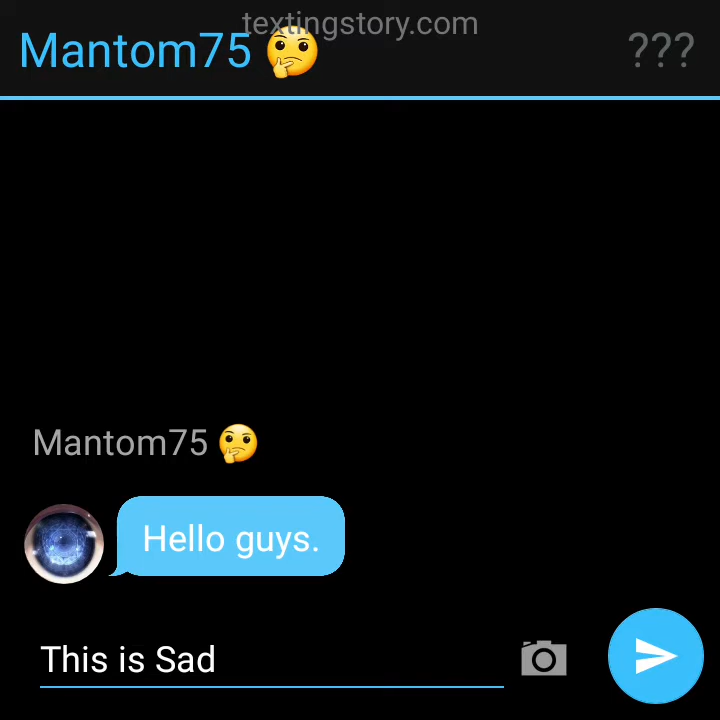 textingstory.com
Mantom75 🤔 ???
Mantom75 🤔
Hello guys.
This is Sad